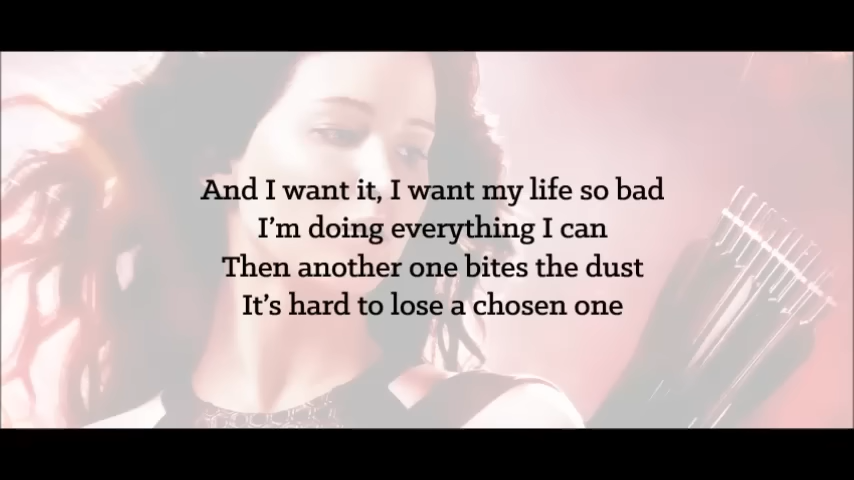 And I want it, I want my life so bad
I'm doing everything I can
Then another one bites the dust
It's hard to lose a chosen one